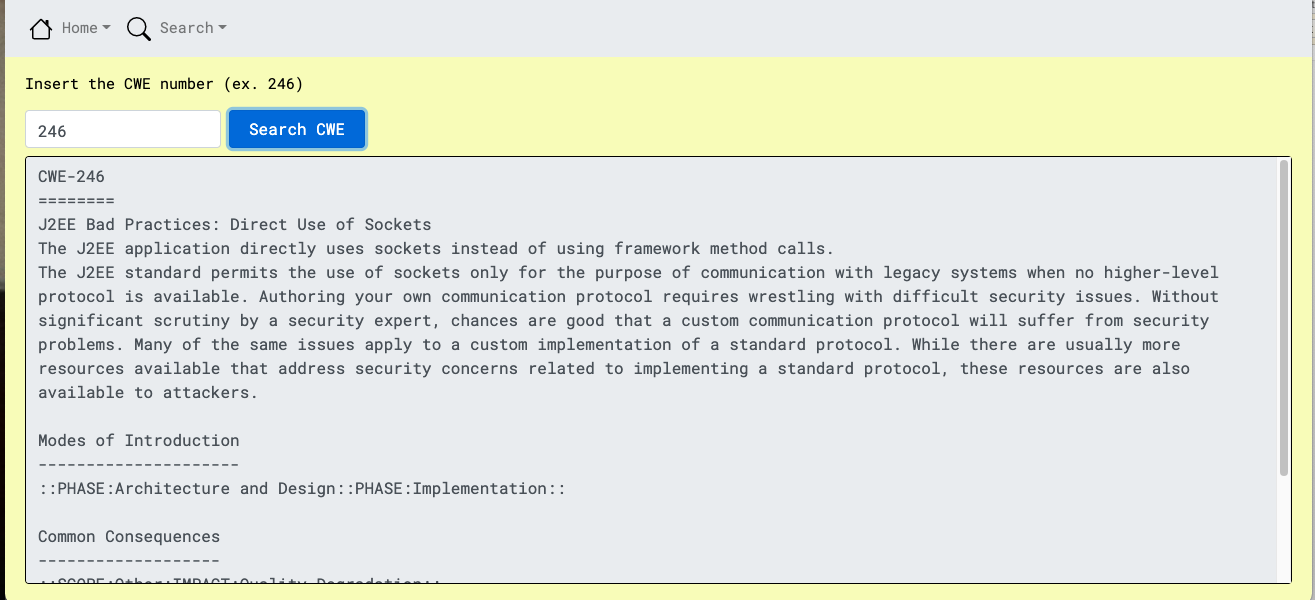 Home Search
Insert the CWE number (ex. 246)
246 Search CWE
CWE-246
========
J2EE Bad Practices: Direct Use of Sockets
The J2EE application directly uses sockets instead of using framework method calls.
The J2EE standard permits the use of sockets only for the purpose of communication with legacy systems when no higher-level
protocol is available. Authoring your own communication protocol requires wrestling with difficult security issues. Without
significant scrutiny by a security expert, chances are good that a custom communication protocol will suffer from security
problems. Many of the same issues apply to a custom implementation of a standard protocol. While there are usually more
resources available that address security concerns related to implementing a standard protocol, these resources are also
available to attackers.
Modes of Introduction
---------------------
::PHASE:Architecture and Design::PHASE:Implementation::
Common Consequences
-------------------
::SCOPE:Other:IMPACT:Quality Degradation::